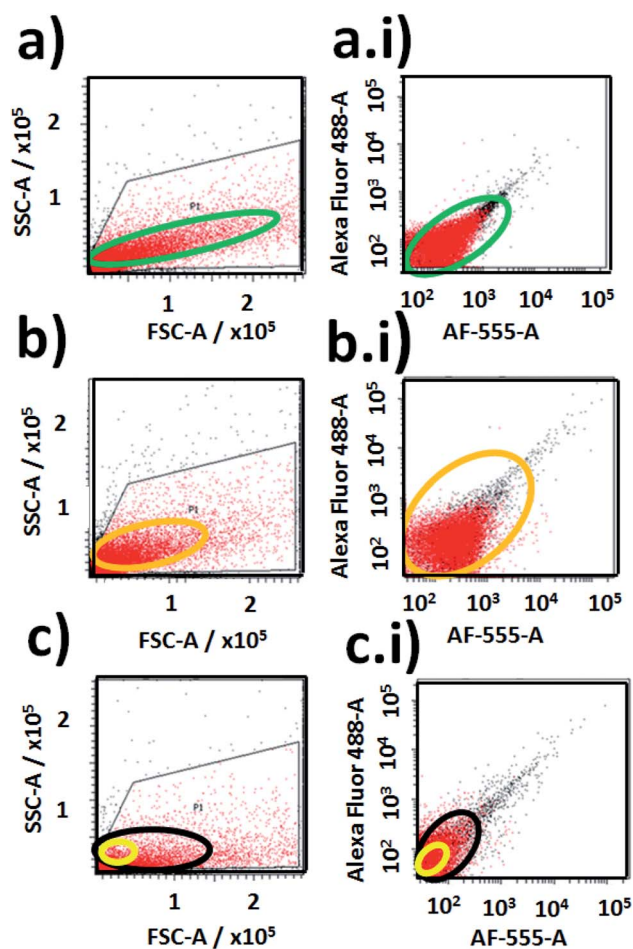 a)
SSC-A / x10⁵
2
1
P1
1
2
FSC-A / x10⁵
a.i)
Alexa Fluor 488-A
10⁵
10⁴
10³
10²
10² 10³ 10⁴ 10⁵
AF-555-A
b)
SSC-A / x10⁵
2
1
P1
1
2
FSC-A / x10⁵
b.i)
Alexa Fluor 488-A
10⁵
10⁴
10³
10²
10² 10³ 10⁴ 10⁵
AF-555-A
c)
SSC-A / x10⁵
2
1
P1
1
2
FSC-A / x10⁵
c.i)
Alexa Fluor 488-A
10⁵
10⁴
10³
10²
10² 10³ 10⁴ 10⁵
AF-555-A